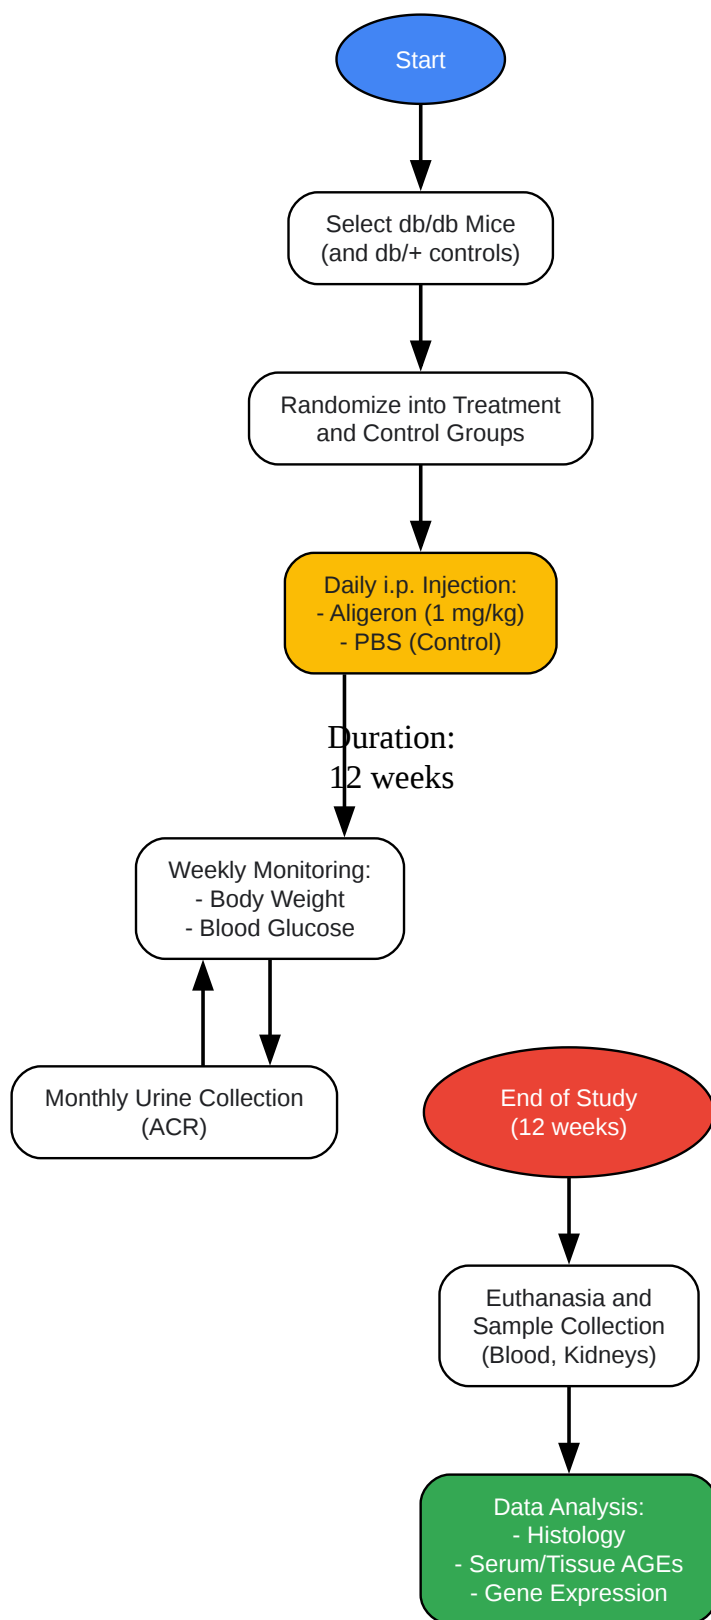 Start
Select db/db Mice
(and db/+ controls)
Randomize into Treatment
and Control Groups
Daily i.p. Injection:
- Aligeron (1 mg/kg)
- PBS (Control)
Duration:
12 weeks
Weekly Monitoring:
- Body Weight
- Blood Glucose
Monthly Urine Collection
(ACR)
End of Study
(12 weeks)
Euthanasia and
Sample Collection
(Blood, Kidneys)
Data Analysis:
- Histology
- Serum/Tissue AGEs
- Gene Expression